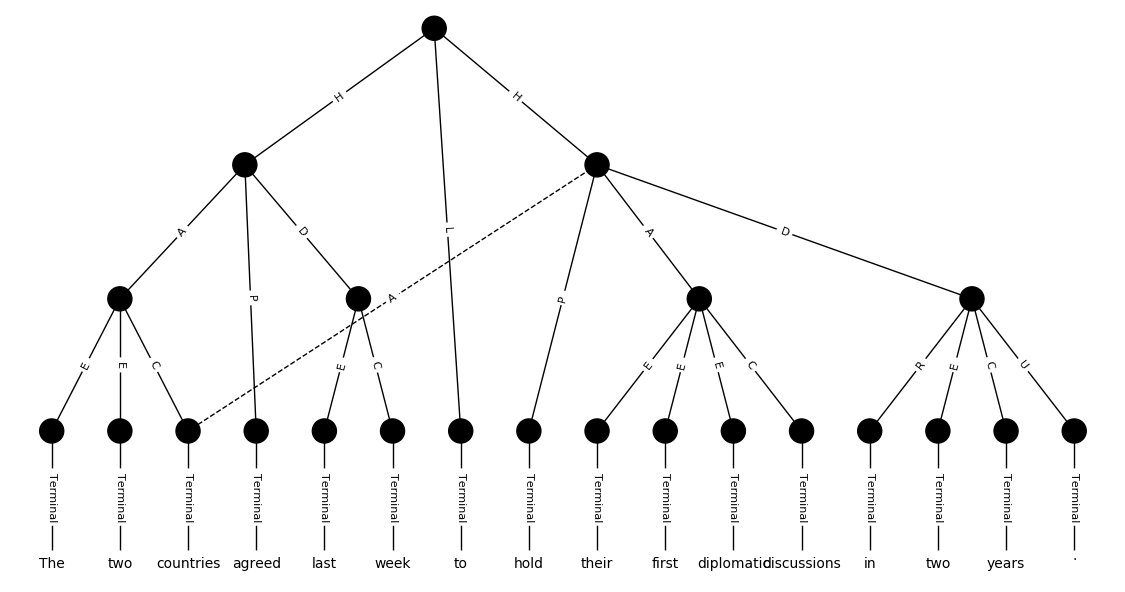 H H
A P D L A P A D
E E C E C E E E C R E C U
Terminal Terminal Terminal Terminal Terminal Terminal Terminal Terminal Terminal Terminal Terminal Terminal Terminal Terminal Terminal Terminal
The two countries agreed last week to hold their first diplomatic discussions in two years .